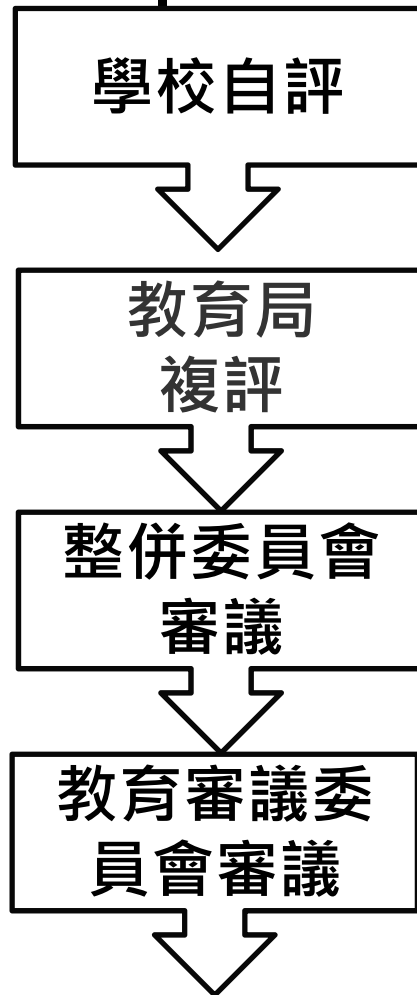 學校自評
教育局
複評
整併委員會
審議
教育審議委
員會審議